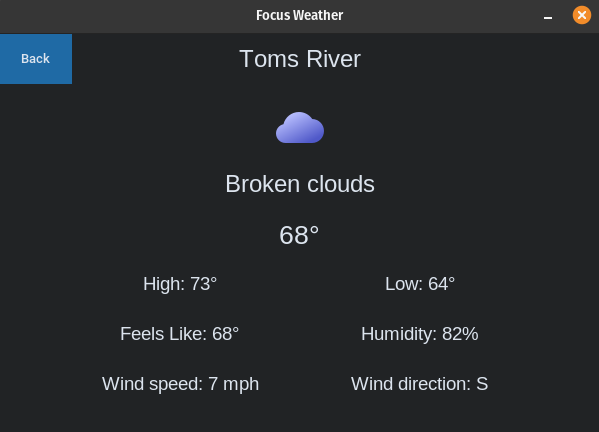 Focus Weather
Back
Toms River
Broken clouds
68°
High: 73°
Low: 64°
Feels Like: 68°
Humidity: 82%
Wind speed: 7 mph
Wind direction: S